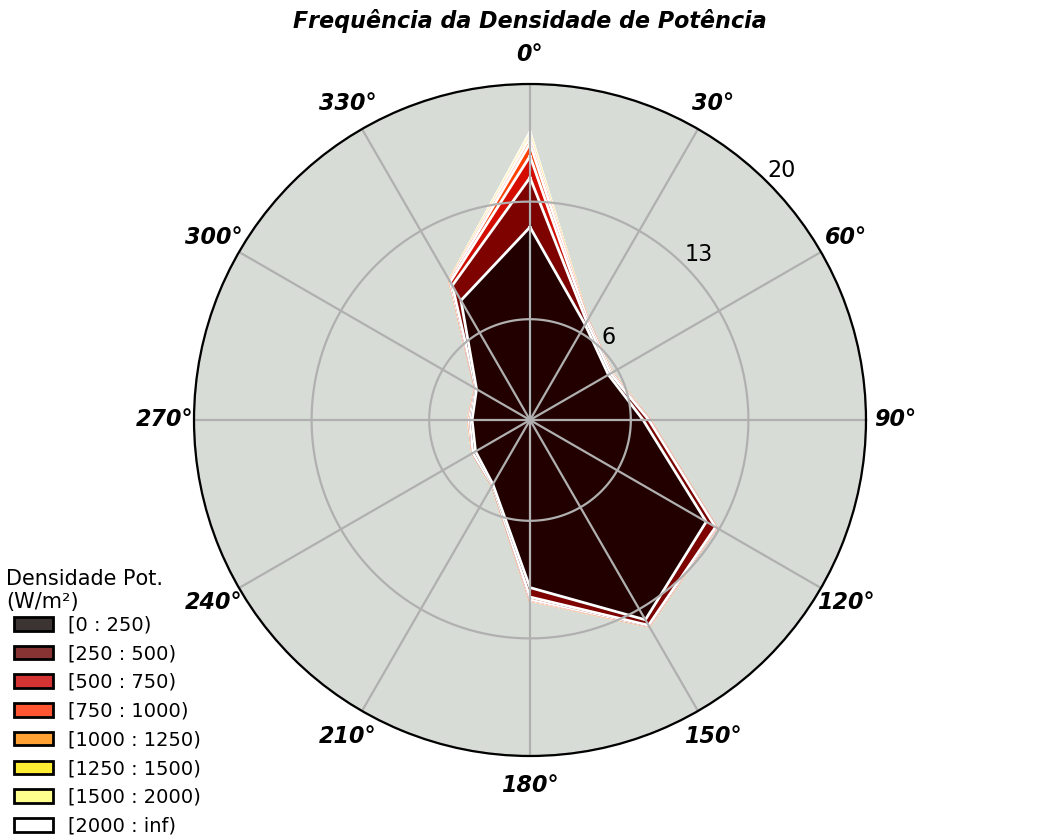 Frequência da Densidade de Potência
0°
330°
30°
20
300°
60°
13
6
270°
90°
240°
120°
210°
150°
180°
Densidade Pot.
(W/m²)
[0 : 250)
[250 : 500)
[500 : 750)
[750 : 1000)
[1000 : 1250)
[1250 : 1500)
[1500 : 2000)
[2000 : inf)